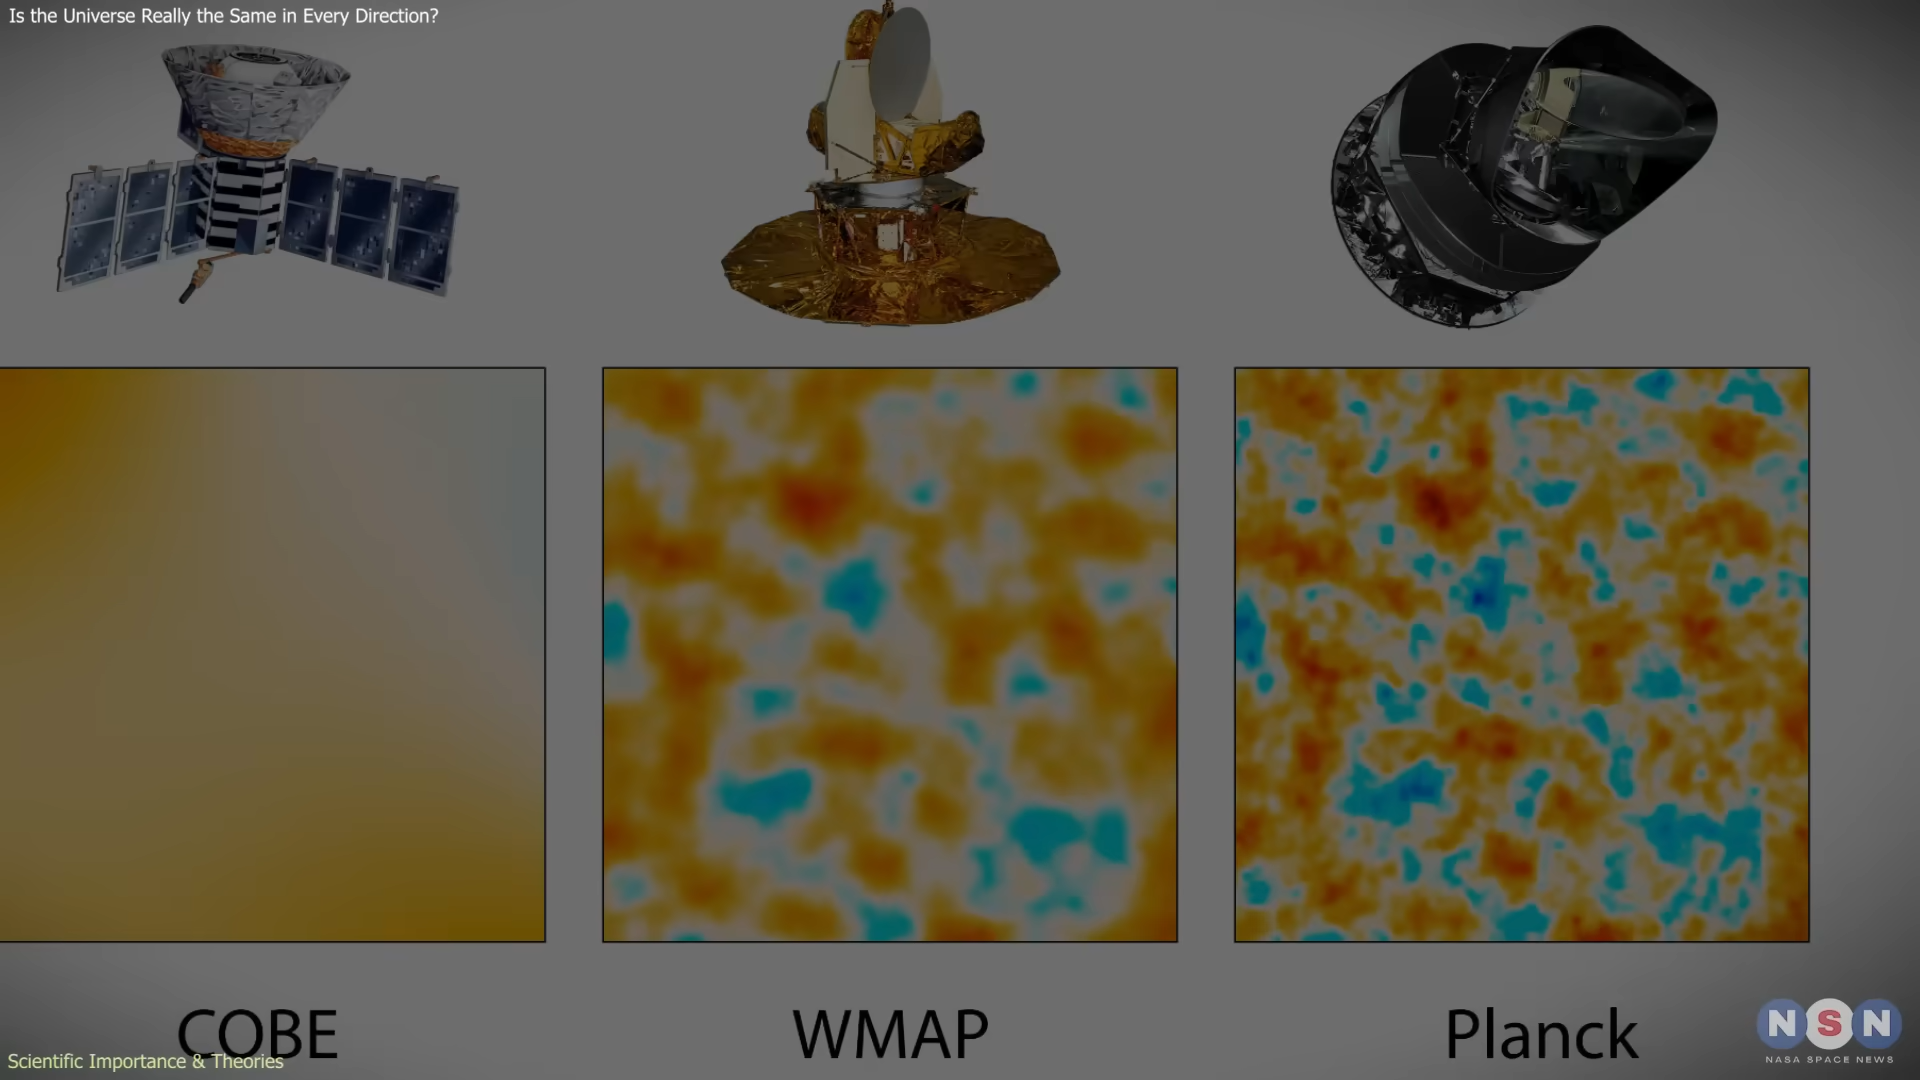 Is the Universe Really the Same in Every Direction?
COBE
WMAP
Planck
Scientific Importance & Theories
NSN
NASA SPACE NEWS